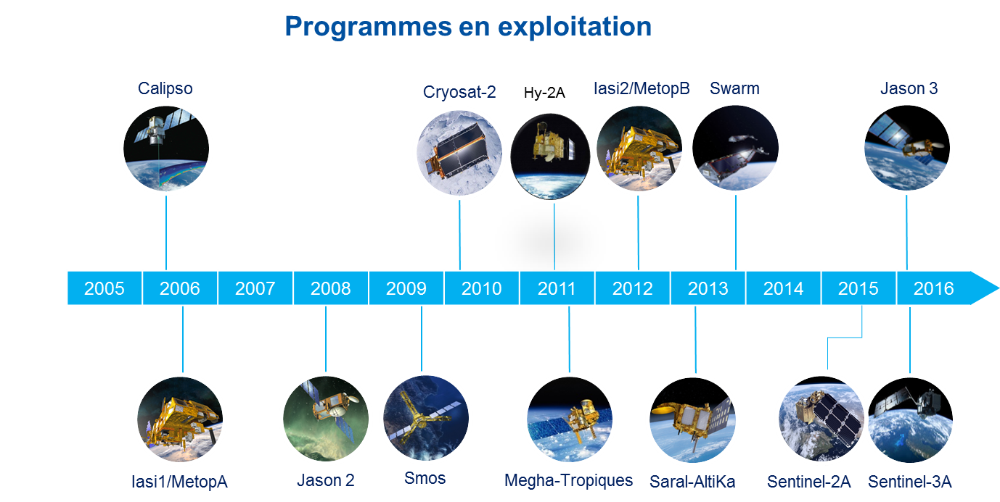 Programmes en exploitation
Calipso
Cryosat-2
Hy-2A
Iasi2/MetopB
Swarm
Jason 3
2005
2006
2007
2008
2009
2010
2011
2012
2013
2014
2015
2016
Iasi1/MetopA
Jason 2
Smos
Megha-Tropiques
Saral-AltiKa
Sentinel-2A
Sentinel-3A